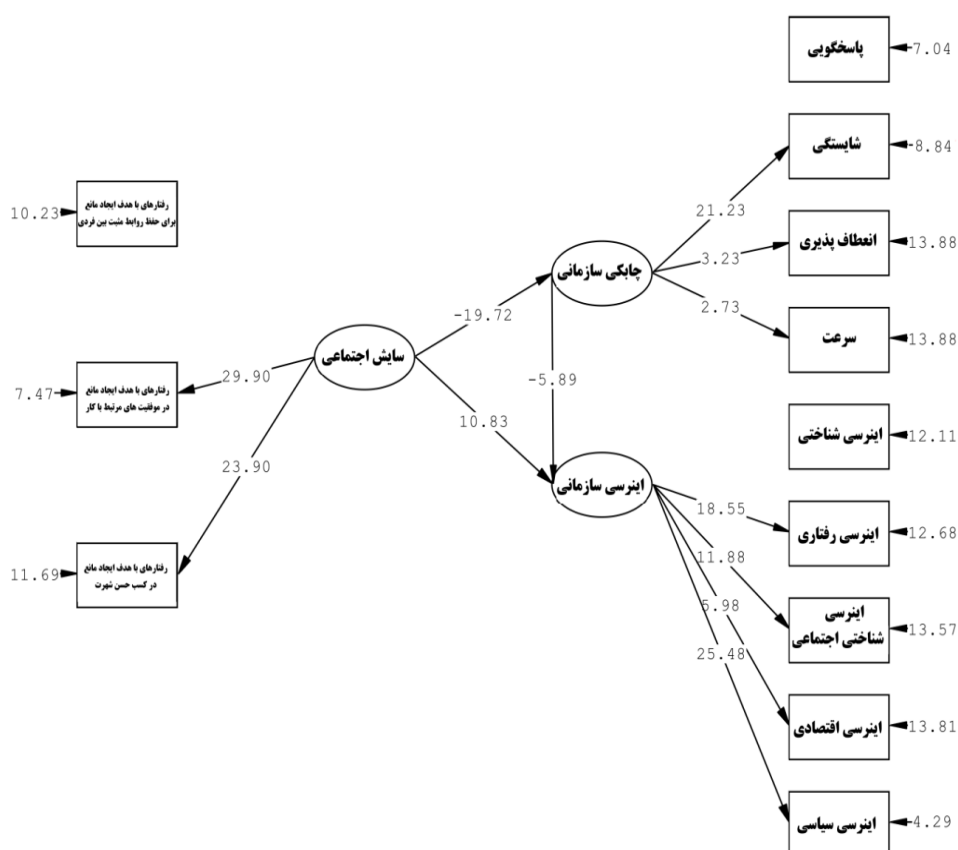 پاسخگویی
7.04
شایستگی
8.84
21.23
رفتارهای با هدف ایجاد مانع
برای حفظ روابط مثبت بین فردی
10.23
انعطاف پذیری
13.88
3.23
چابکی سازمانی
2.73
سرعت
13.88
-19.72
سایش اجتماعی
29.90
رفتارهای با هدف ایجاد مانع
در موفقیت های مرتبط با کار
7.47
-5.89
10.83
اینرسی شناختی
12.11
23.90
اینرسی سازمانی
18.55
اینرسی رفتاری
12.68
11.88
رفتارهای با هدف ایجاد مانع
در کسب حسن شهرت
11.69
5.98
اینرسی
شناختی اجتماعی
13.57
25.48
اینرسی اقتصادی
13.81
اینرسی سیاسی
4.29